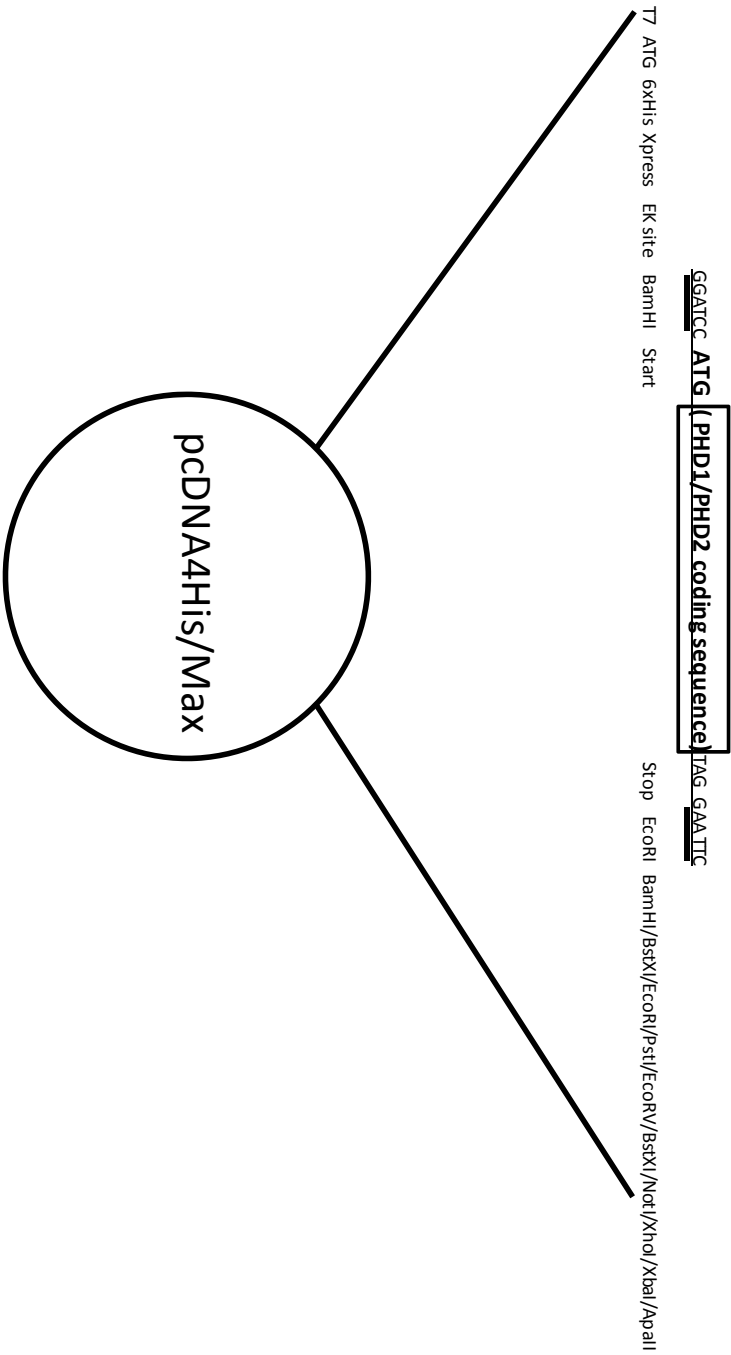 GGATCC ATG ( PHD1/PHD2 coding sequence) TAG GAA TTC
T7 ATG 6xHis Xpress EK site BamHI Start Stop EcoRI BamHI/BstXI/EcoRI/PstI/EcoRV/BstXI/NotI/XhoI/XbaI/ApaII
pcDNA4His/Max